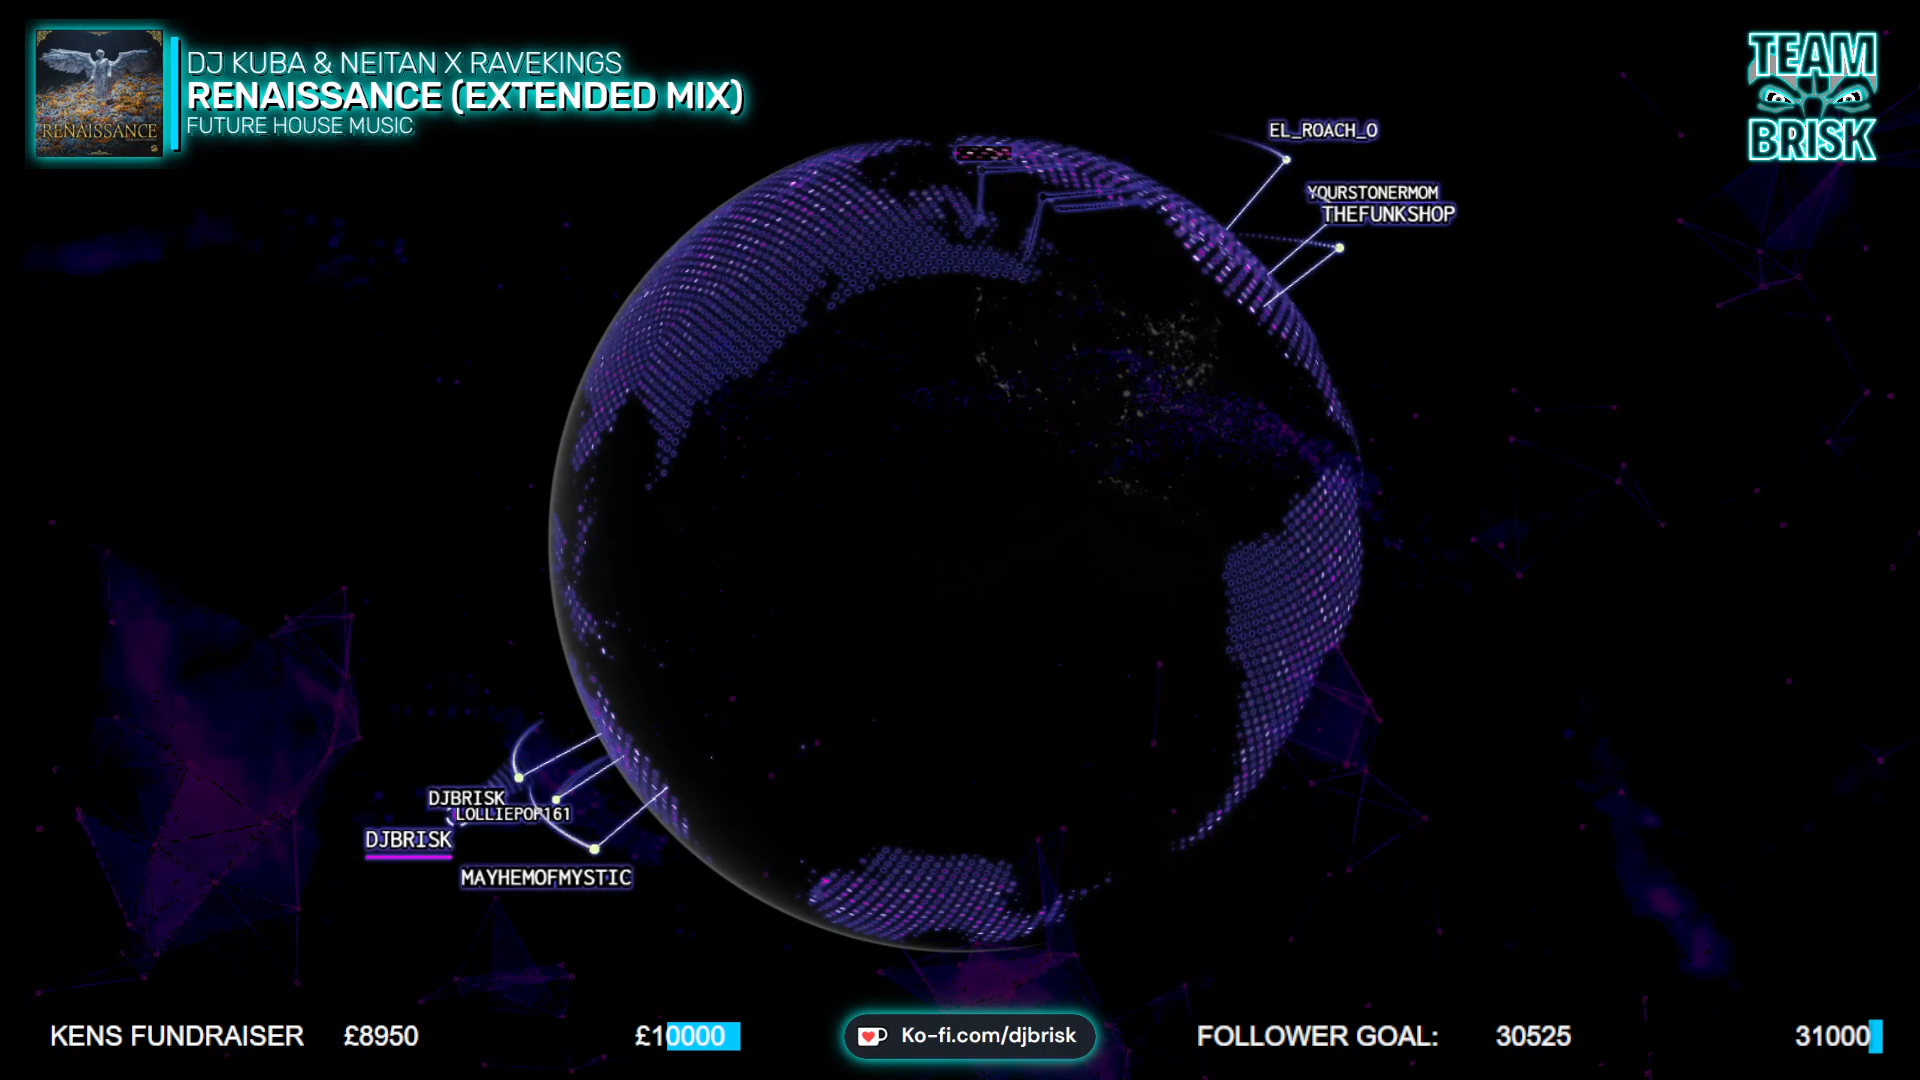 DJ KUBA & NEITAN X RAVEKINGS
RENAISSANCE (EXTENDED MIX)
FUTURE HOUSE MUSIC
RENAISSANCE
TEAM
BRISK
EL_ROACH_O
YOURSTONERMOM
THEFUNKSHOP
DJBRISK
LOLLIEPOP161
DJBRISK
MAYHEMOFMYSTIC
KENS FUNDRAISER £8950 £10000
Ko-fi.com/djbrisk
FOLLOWER GOAL: 30525 31000